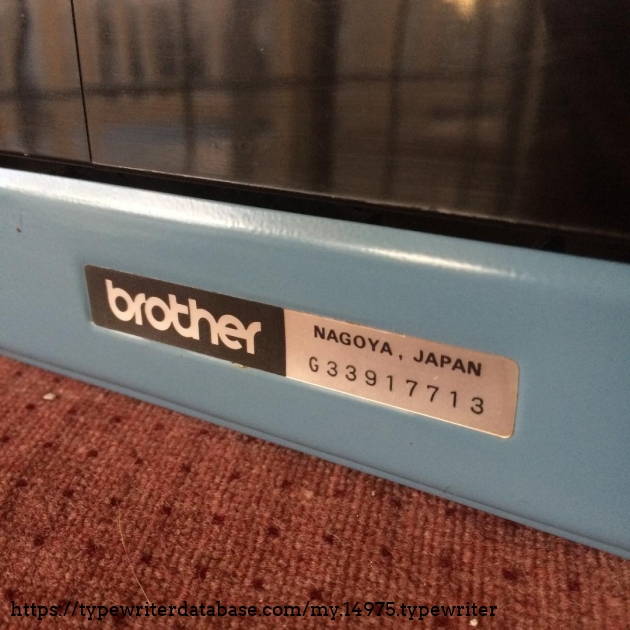 brother
NAGOYA, JAPAN
G33917713
https://typewriterdatabase.com/my.14975.typewriter